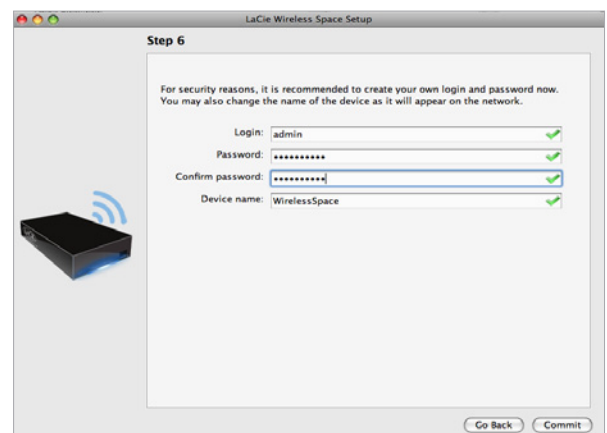 LaCie Wireless Space Setup
Step 6
For security reasons, it is recommended to create your own login and password now.
You may also change the name of the device as it will appear on the network.
Login: admin
Password: ••••••••••
Confirm password: ••••••••••
Device name: WirelessSpace
Go Back Commit